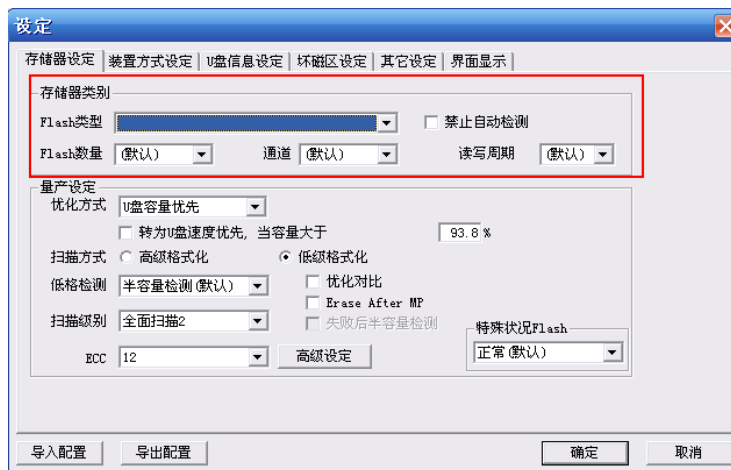 设定
存储器设定 装置方式设定 U盘信息设定 坏磁区设定 其它设定 界面显示
存储器类别
Flash类型 禁止自动检测
Flash数量 (默认) 通道 (默认) 读写周期 (默认)
量产设定
优化方式 U盘容量优先
转为U盘速度优先, 当容量大于 93.8 %
扫描方式 高级格式化 低级格式化
低格检测 半容量检测(默认) 优化对比
Erase After MP
扫描级别 全面扫描2 失败后半容量检测 特殊状况Flash
ECC 12 高级设定 正常(默认)
导入配置 导出配置 确定 取消